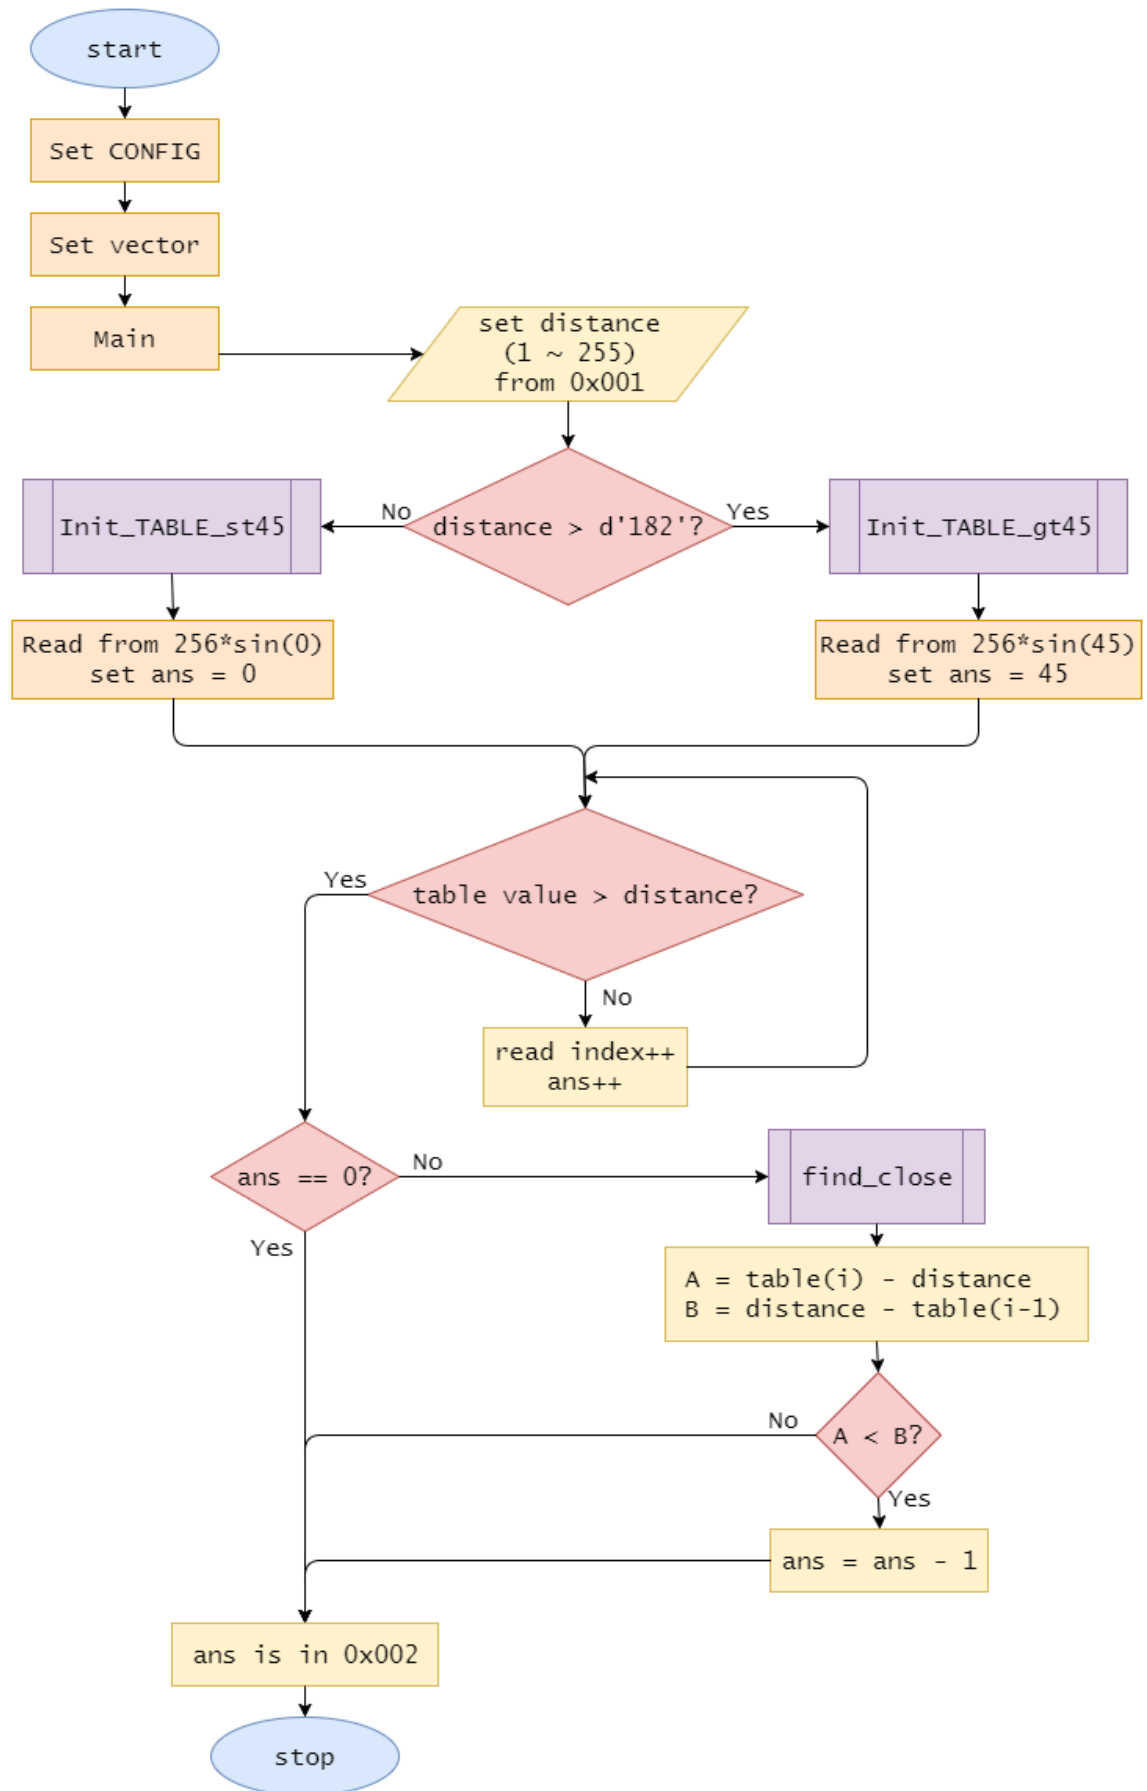 start
Set CONFIG
Set vector
Main
set distance
(1 ~ 255)
from 0x001
distance > d'182'?
No
Yes
Init_TABLE_st45
Init_TABLE_gt45
Read from 256*sin(0)
set ans = 0
Read from 256*sin(45)
set ans = 45
table value > distance?
Yes
No
read index++
ans++
ans == 0?
No
Yes
find_close
A = table(i) - distance
B = distance - table(i-1)
A < B?
No
Yes
ans = ans - 1
ans is in 0x002
stop